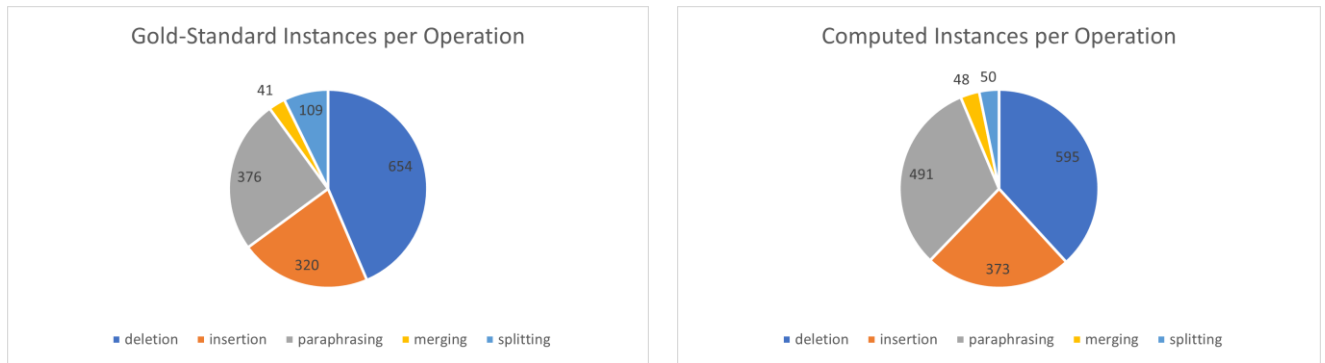 Gold-Standard Instances per Operation
41
109
654
376
320
deletion insertion paraphrasing merging splitting
Computed Instances per Operation
48 50
595
491
373
deletion insertion paraphrasing merging splitting